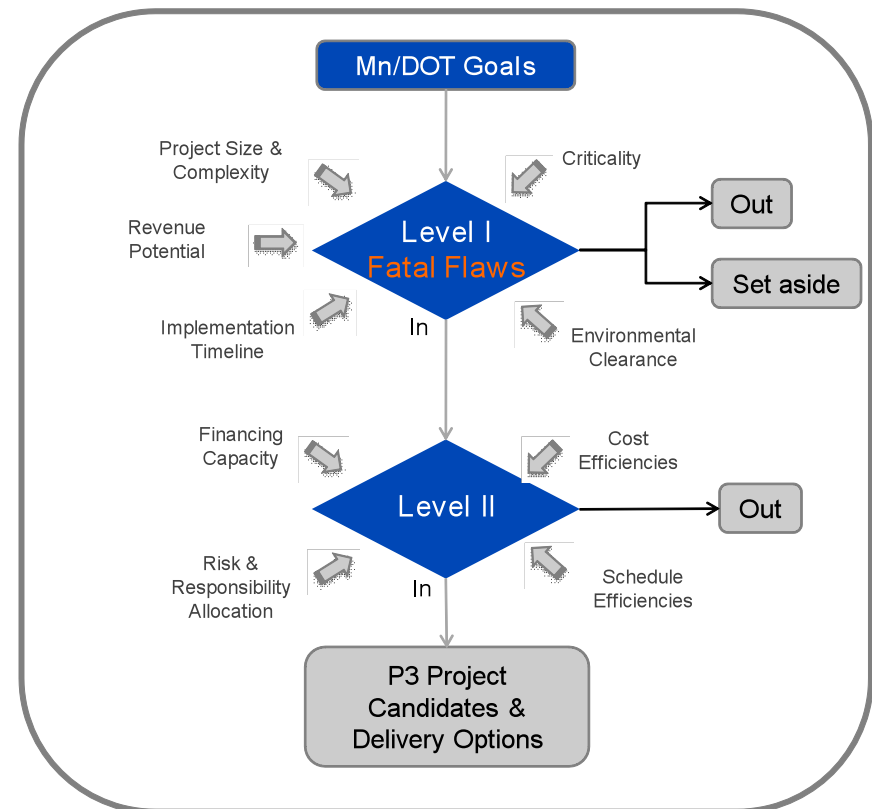 Mn/DOT Goals
Project Size &
Complexity
Criticality
Revenue
Potential
Level I
Fatal Flaws
Out
Set aside
Implementation
Timeline
In
Environmental
Clearance
Financing
Capacity
Cost
Efficiencies
Level II
Out
Risk &
Responsibility
Allocation
In
Schedule
Efficiencies
P3 Project
Candidates &
Delivery Options